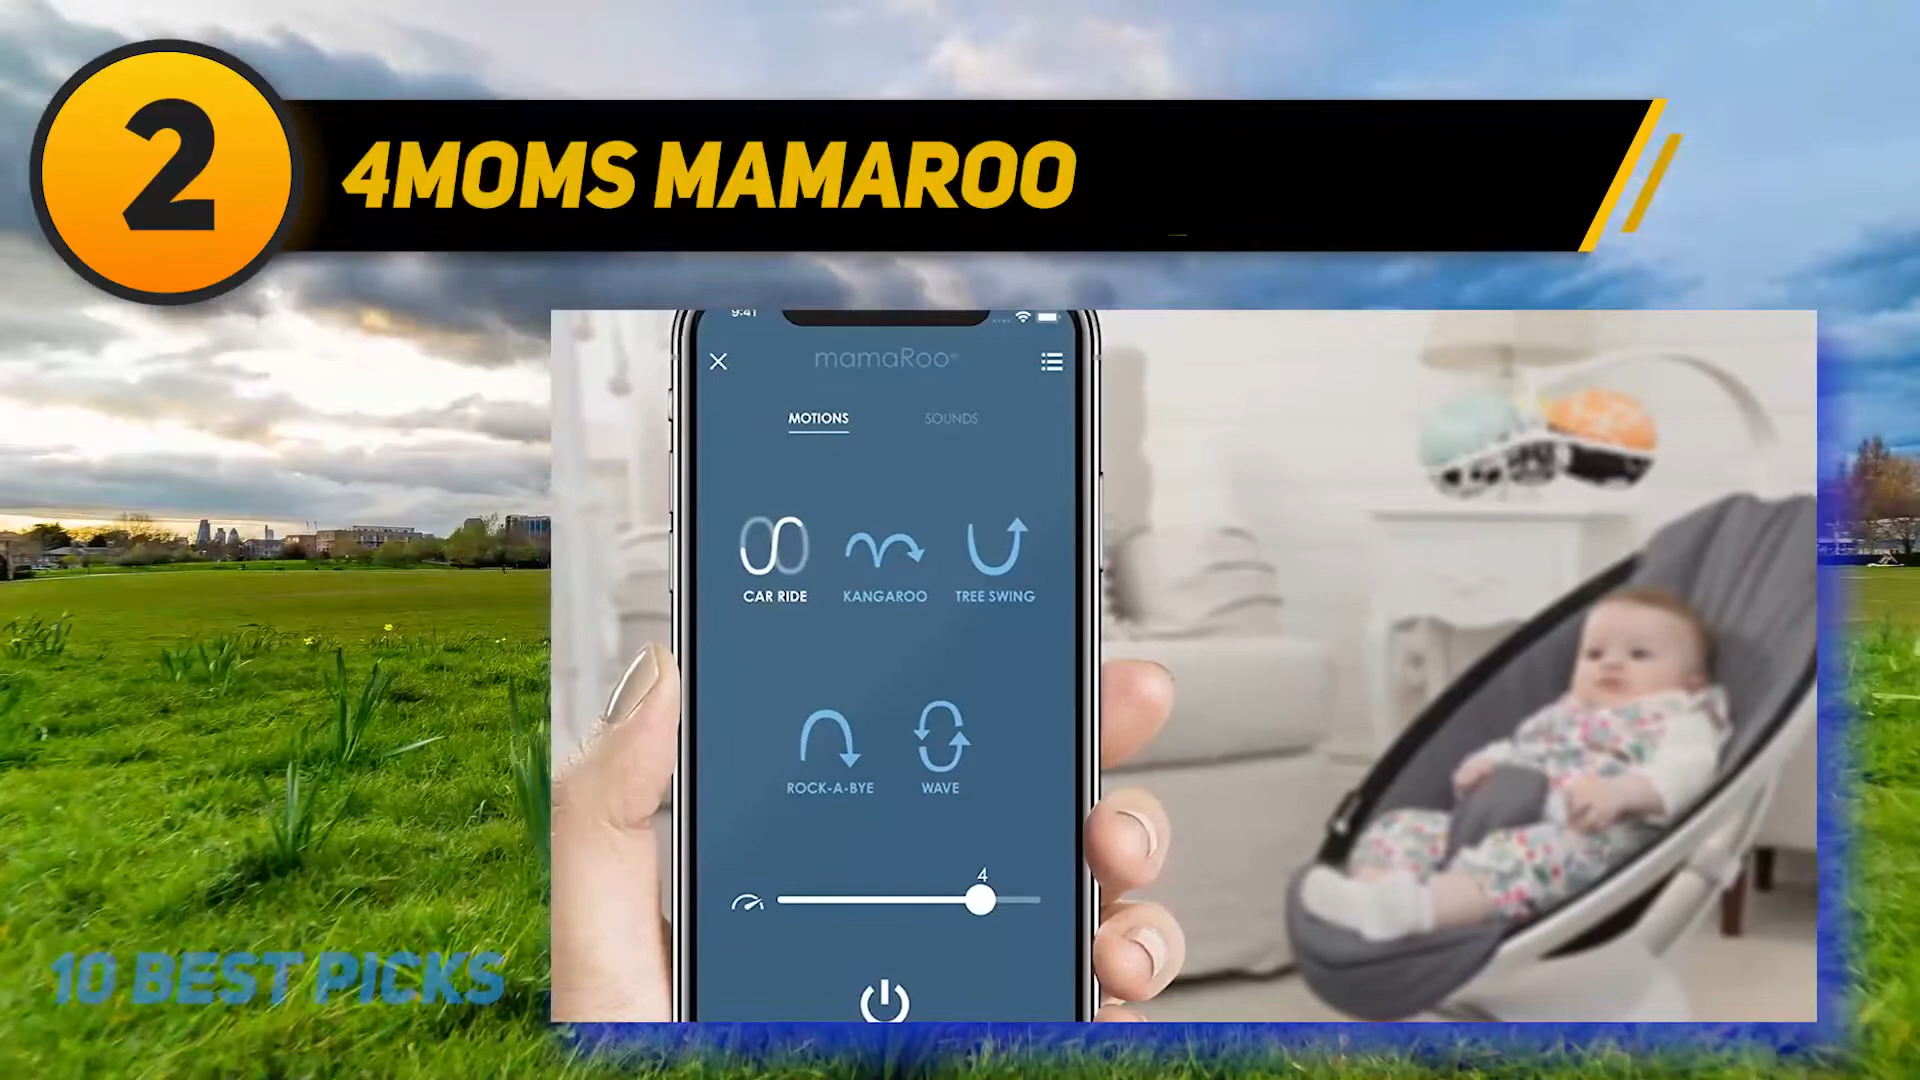 2
4MOMS MAMAROO
9:41
mamaRoo
MOTIONS
SOUNDS
CAR RIDE
KANGAROO
TREE SWING
ROCK-A-BYE
WAVE
4
10 BEST PICKS